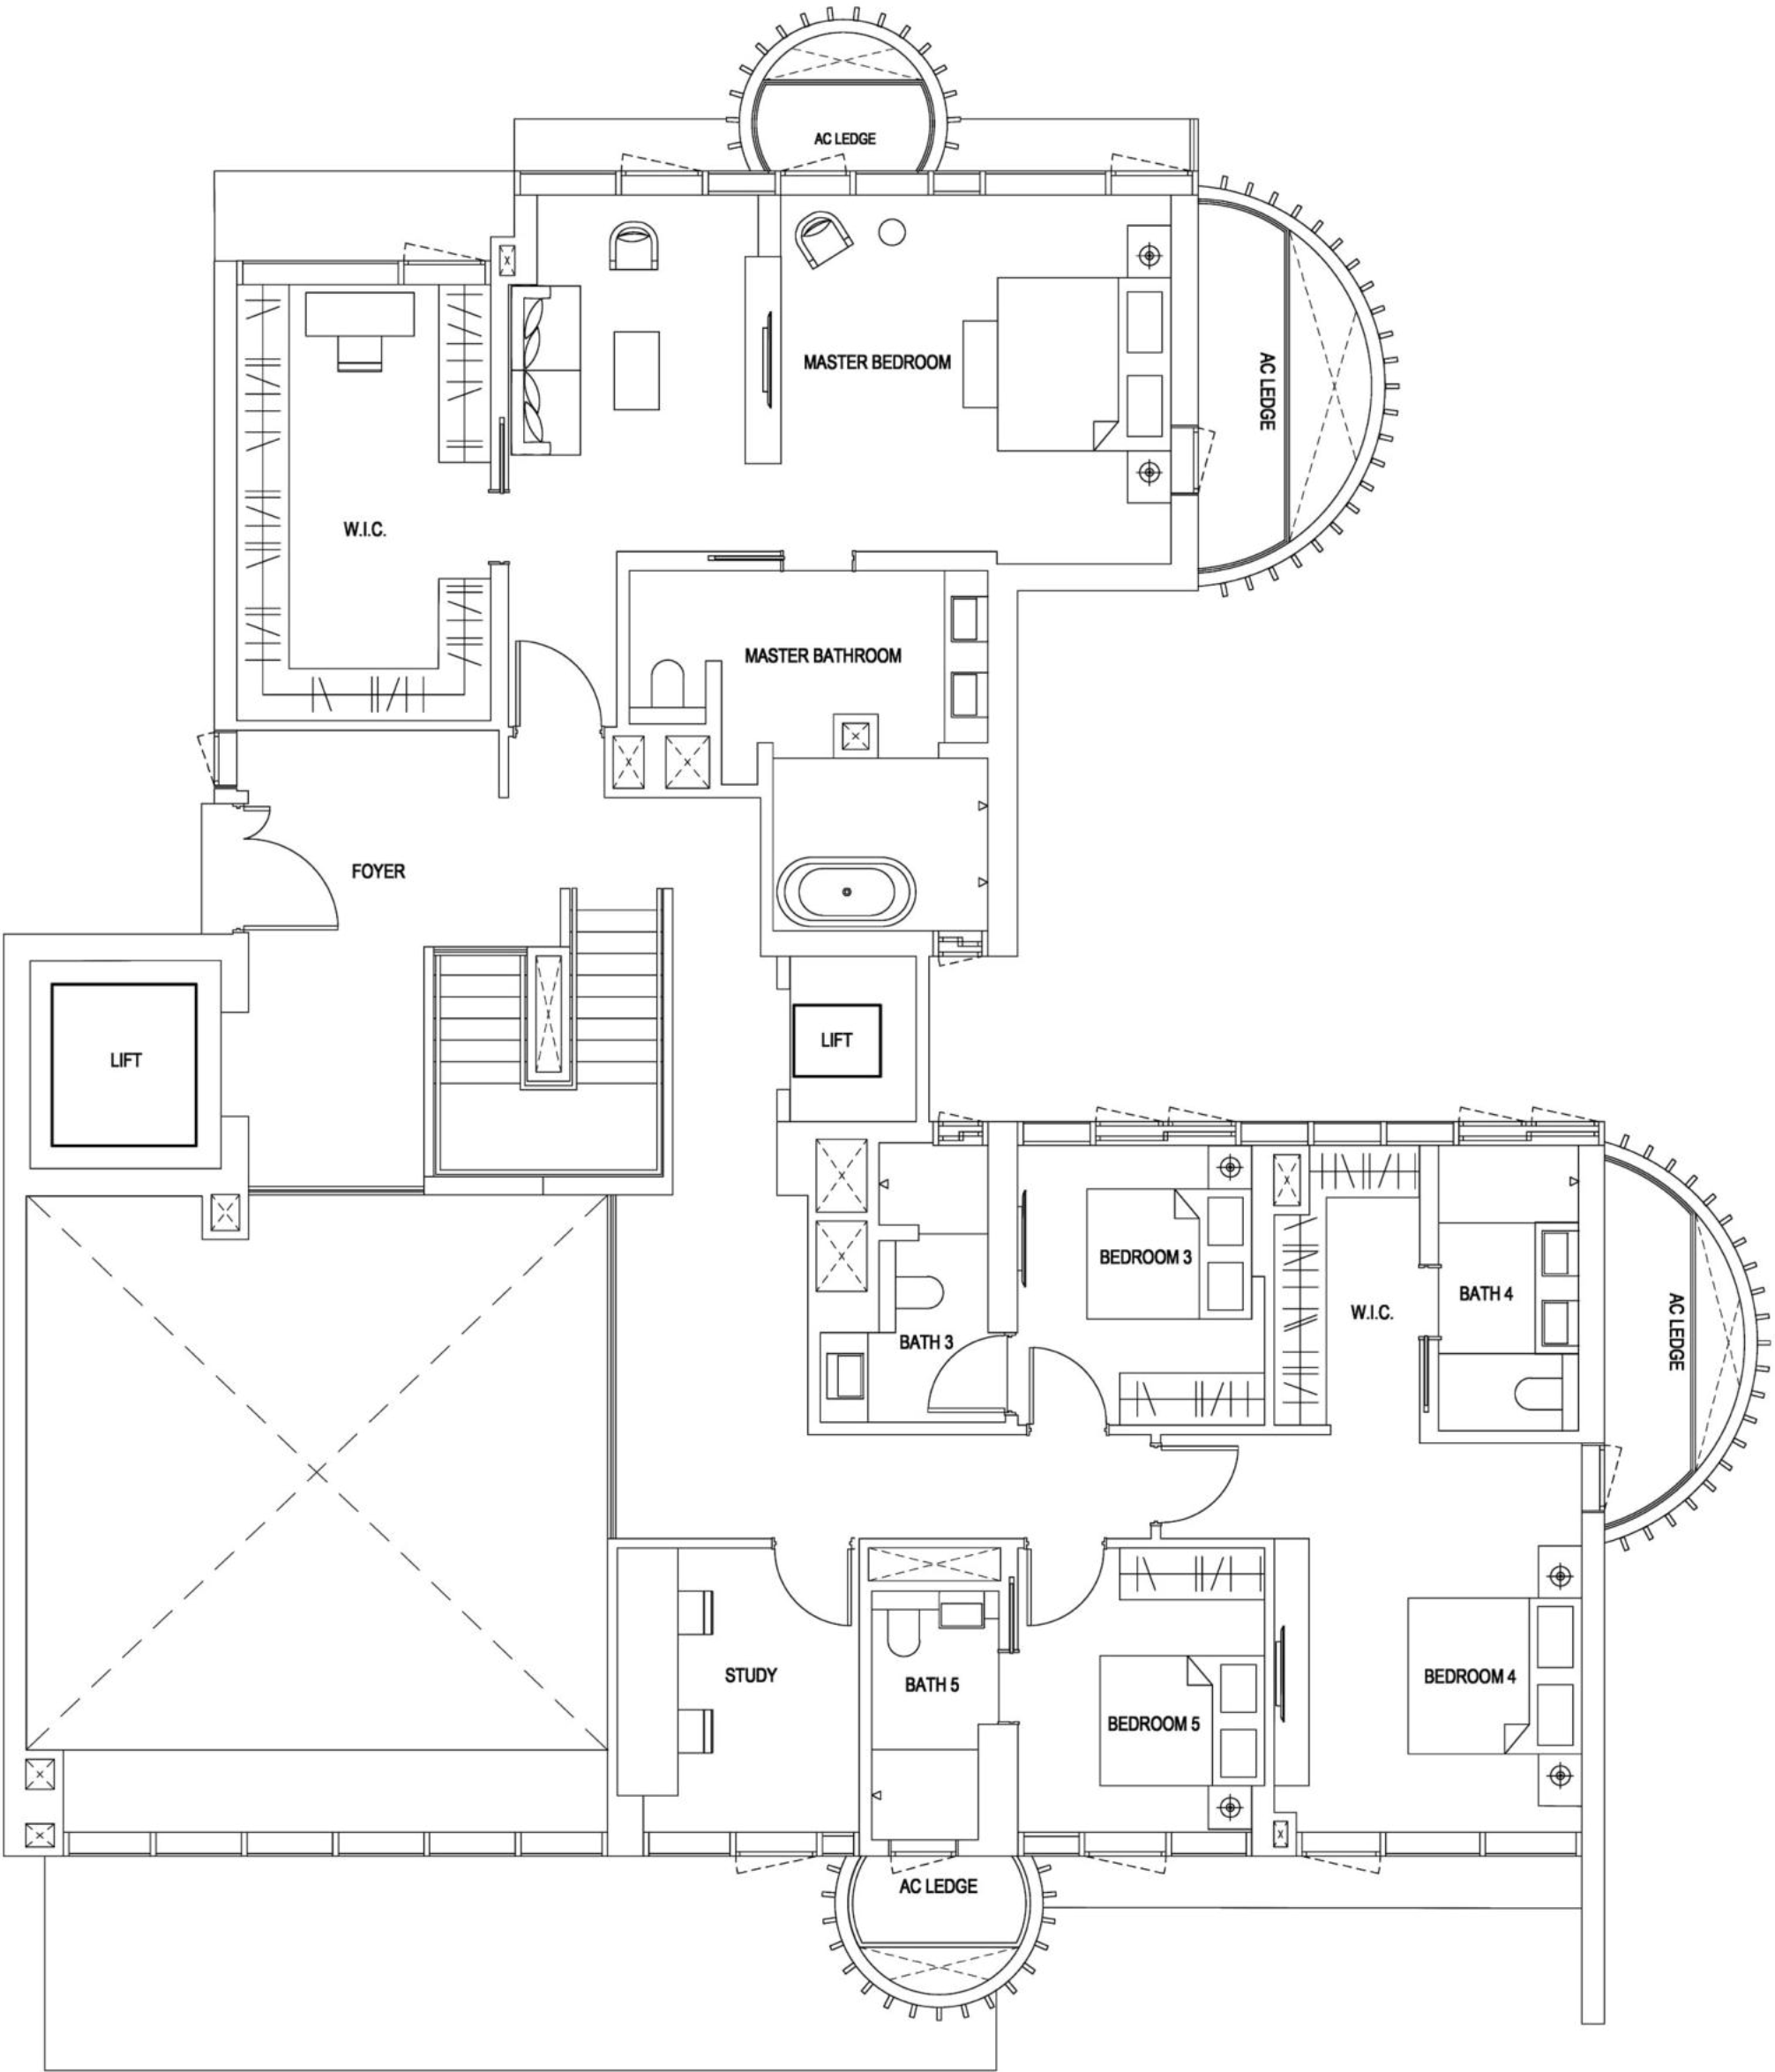 AC LEDGE
MASTER BEDROOM
AC LEDGE
W.I.C.
MASTER BATHROOM
FOYER
LIFT
LIFT
BEDROOM 3
BATH 4
W.I.C.
BATH 3
AC LEDGE
STUDY
BATH 5
BEDROOM 4
BEDROOM 5
AC LEDGE